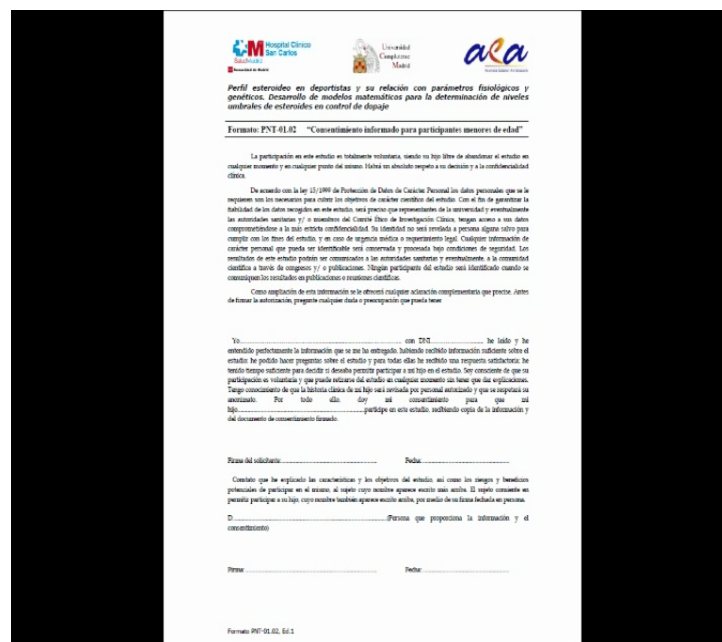 Hospital Clínico
San Carlos
SaludMadrid
Comunidad de Madrid
Universidad
Complutense
Madrid
Perfil esteroideo en deportistas y su relación con parámetros fisiológicos y
genéticos. Desarrollo de modelos matemáticos para la determinación de niveles
umbrales de esteroides en control de dopaje
Formato: PNT-01.02 "Consentimiento informado para participantes menores de edad"
La participación en este estudio es totalmente voluntaria, siendo su hijo libre de abandonar el estudio en
cualquier momento y en cualquier punto del mismo. Habrá un absoluto respeto a su decisión y a la confidencialidad
clínica.
De acuerdo con la ley 15/1999 de Protección de Datos de Carácter Personal los datos personales que se le
requieren son los necesarios para cubrir los objetivos de carácter científico del estudio. Con el fin de garantizar la
fiabilidad de los datos recogidos en este estudio, será preciso que representantes de la universidad y eventualmente
las autoridades sanitarias y/ o miembros del Comité Ético de Investigación Clínica, tengan acceso a sus datos
comprometiéndose a la más estricta confidencialidad. Su identidad no será revelada a persona alguna salvo para
cumplir con los fines del estudio, y en caso de urgencia médica o requerimiento legal. Cualquier información de
carácter personal que pueda ser identificable será conservada y procesada bajo condiciones de seguridad. Los
resultados de este estudio podrán ser comunicados a las autoridades sanitarias y eventualmente, a la comunidad
científica a través de congresos y/ o publicaciones. Ningún participante del estudio será identificado cuando se
comuniquen los resultados en publicaciones o reuniones científicas.
Como ampliación de esta información se le ofrecerá cualquier aclaración complementaria que precise. Antes
de firmar la autorización, pregunte cualquier duda o preocupación que pueda tener
Yo............................................................, con DNI......................, he leído y he
entendido perfectamente la información que se me ha entregado, habiendo recibido información suficiente sobre el
estudio; he podido hacer preguntas sobre el estudio y para todas ellas he recibido una respuesta satisfactoria; he
tenido tiempo suficiente para decidir si deseaba permitir participar a mi hijo en el estudio. Soy consciente de que su
participación es voluntaria y que puede retirarse del estudio en cualquier momento sin tener que dar explicaciones.
Tengo conocimiento de que la historia clínica de mi hijo será revisada por personal autorizado y que se respetará su
anonimato. Por todo ello, doy mi consentimiento para que mi
hijo..................................................participe en este estudio, recibiendo copia de la información y
del documento de consentimiento firmado.
Firma del solicitante........................................ Fecha:....................................
Constato que he explicado las características y los objetivos del estudio, así como los riesgos y beneficios
potenciales de participar en el mismo, al sujeto cuyo nombre aparece escrito más arriba. El sujeto consiente en
permitir participar a su hijo, cuyo nombre también aparece escrito arriba, por medio de su firma fechada en persona.
D............................................................(Persona que proporciona la información y el
consentimiento)
Firma:........................................ Fecha:....................................
Formato PNT-01.02, Ed.1